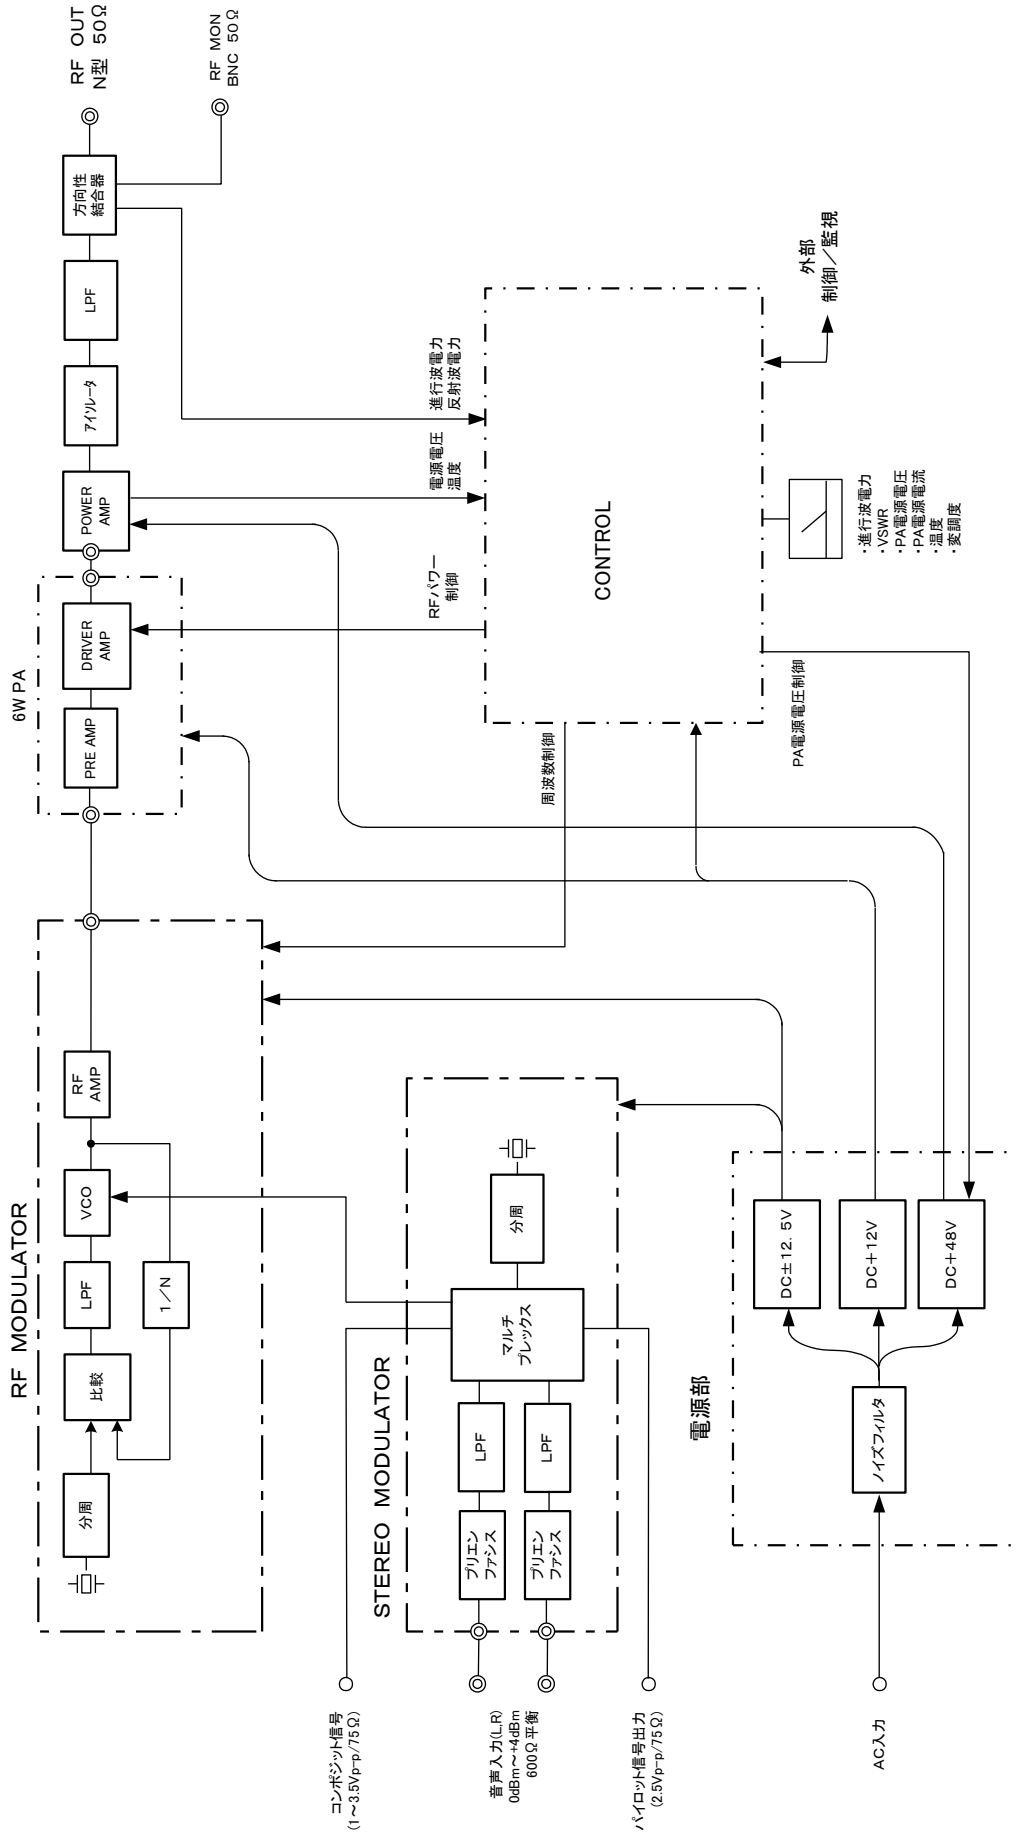 RF MODULATOR
分周
比較
LPF
VCO
1/N
RF
AMP
6W PA
PRE AMP
DRIVER
AMP
POWER
AMP
アイソレータ
LPF
方向性
結合器
RF OUT
N型 50Ω
RF MON
BNC 50Ω
コンポジット信号
(1〜3.5Vp-p/75Ω)
音声入力(L,R)
0dBm〜+4dBm
600Ω平衡
パイロット信号出力
(2.5Vp-p/75Ω)
STEREO MODULATOR
プリエン
ファシス
プリエン
ファシス
LPF
LPF
マルチ
プレックス
分周
周波数制御
RFパワー
制御
電源電圧
温度
進行波電力
反射波電力
CONTROL
PA電源電圧制御
・進行波電力
・VSWR
・PA電源電圧
・PA電源電流
・温度
・変調度
外部
制御/監視
電源部
AC入力
ノイズフィルタ
DC±12.5V
DC+12V
DC+48V